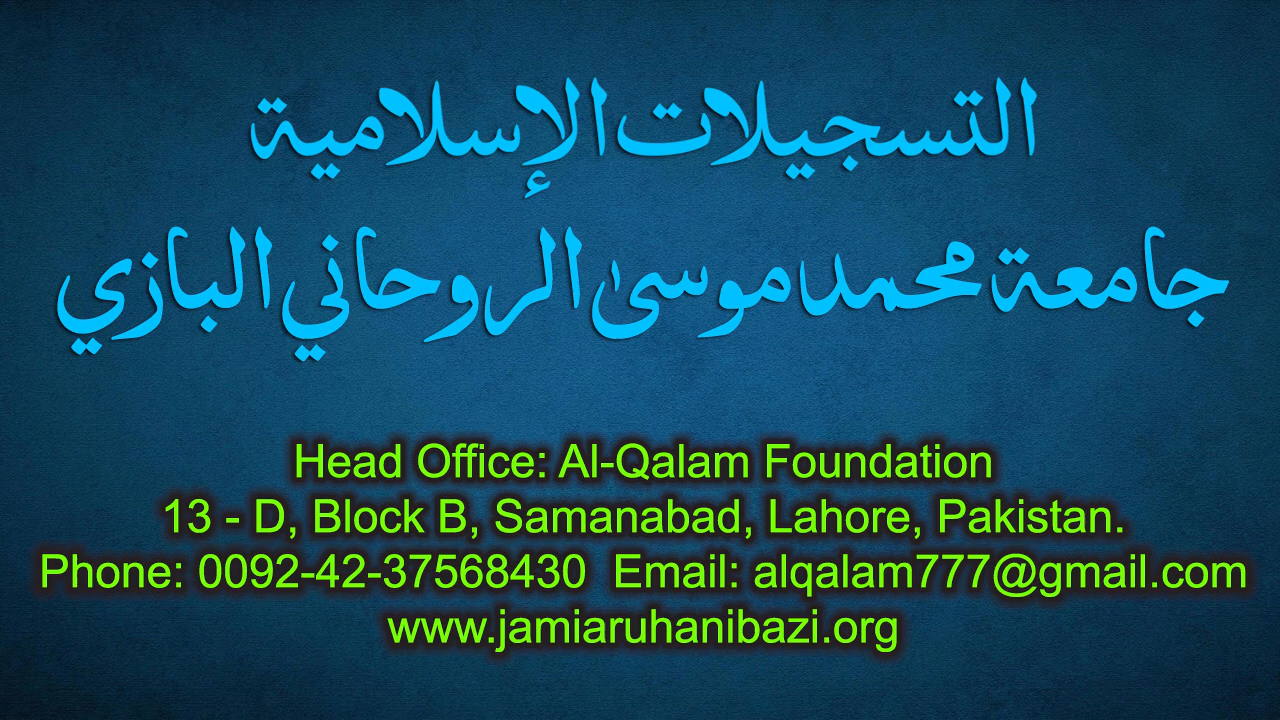 التسجيلات الإسلامية
جامعة محمد موسىٰ الروحاني البازي
Head Office: Al-Qalam Foundation
13 - D, Block B, Samanabad, Lahore, Pakistan.
Phone: 0092-42-37568430  Email: alqalam777@gmail.com
www.jamiaruhanibazi.org